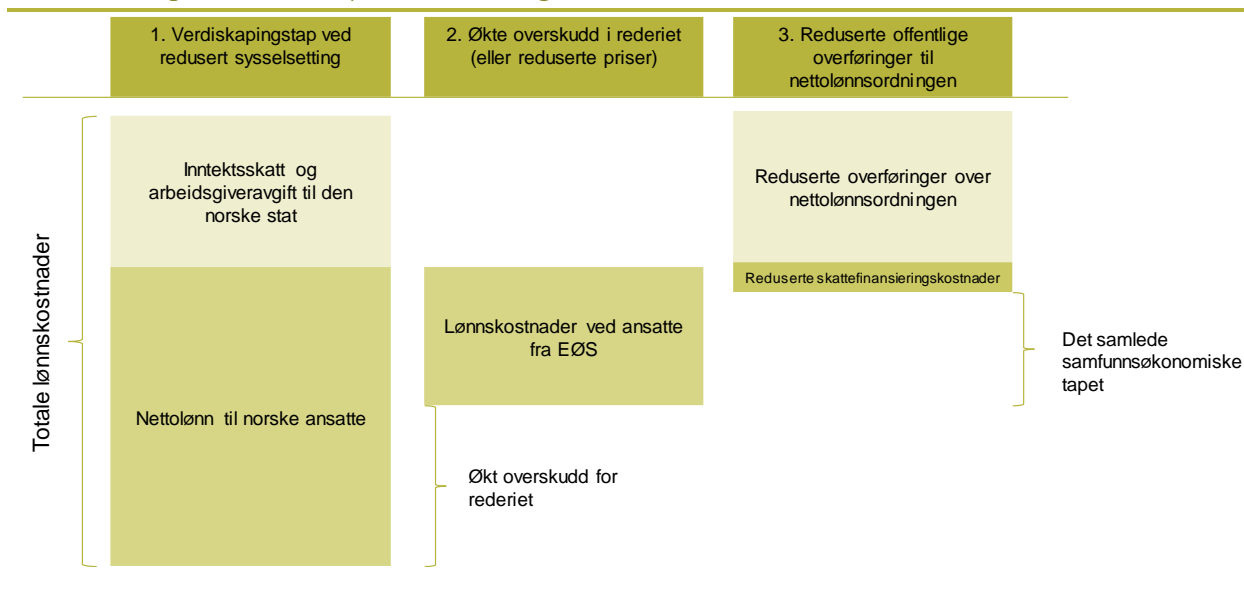 1. Verdiskapingstap ved
redusert sysselsetting
2. Økte overskudd i rederiet
(eller reduserte priser)
3. Reduserte offentlige
overføringer til
nettolønnsordningen
Totale lønnskostnader
Inntektsskatt og
arbeidsgiveravgift til den
norske stat
Nettolønn til norske ansatte
Lønnskostnader ved ansatte
fra EØS
Økt overskudd for
rederiet
Reduserte overføringer over
nettolønnsordningen
Reduserte skattefinansieringskostnader
Det samlede
samfunnsøkonomiske
tapet